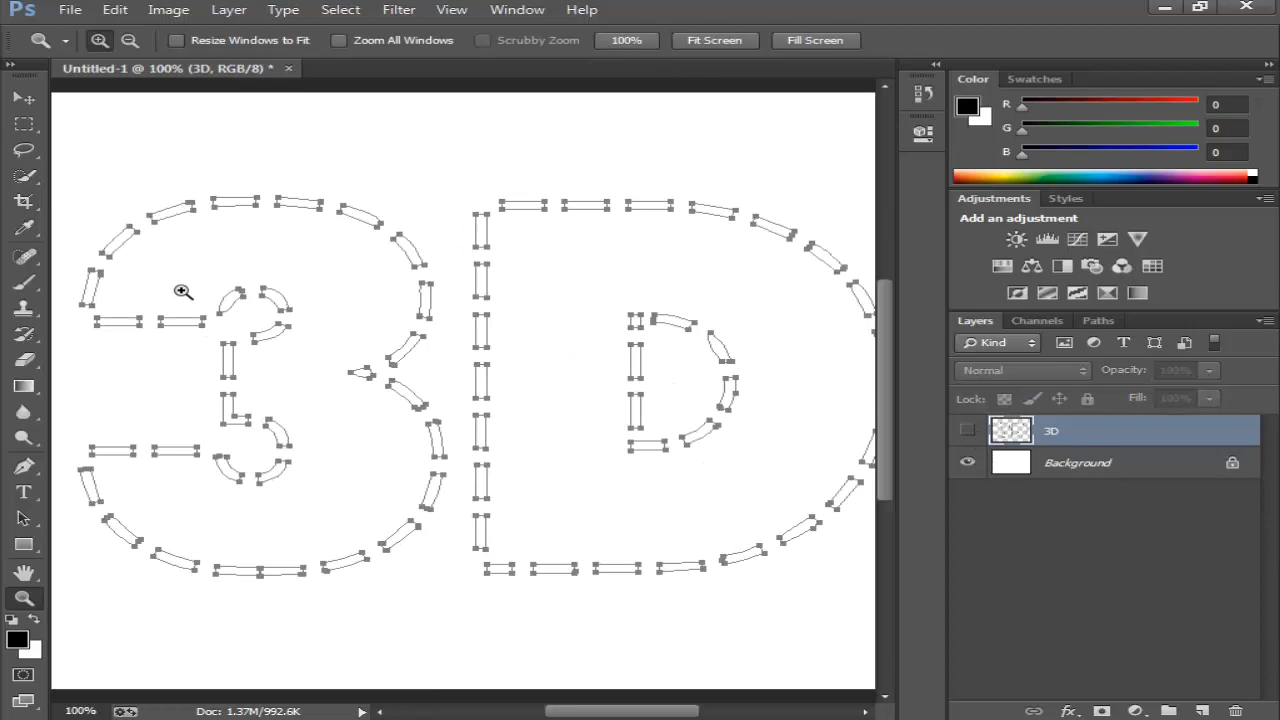 Ps File Edit Image Layer Type Select Filter View Window Help
Resize Windows to Fit Zoom All Windows Scrubby Zoom 100% Fit Screen Fill Screen
Untitled-1 @ 100% (3D, RGB/8) *
Color Swatches
R 0
G 0
B 0
Adjustments Styles
Add an adjustment
Layers Channels Paths
Kind
Normal Opacity: 100%
Lock: Fill: 100%
3D
Background
3D
100% Doc: 1.37M/992.6K